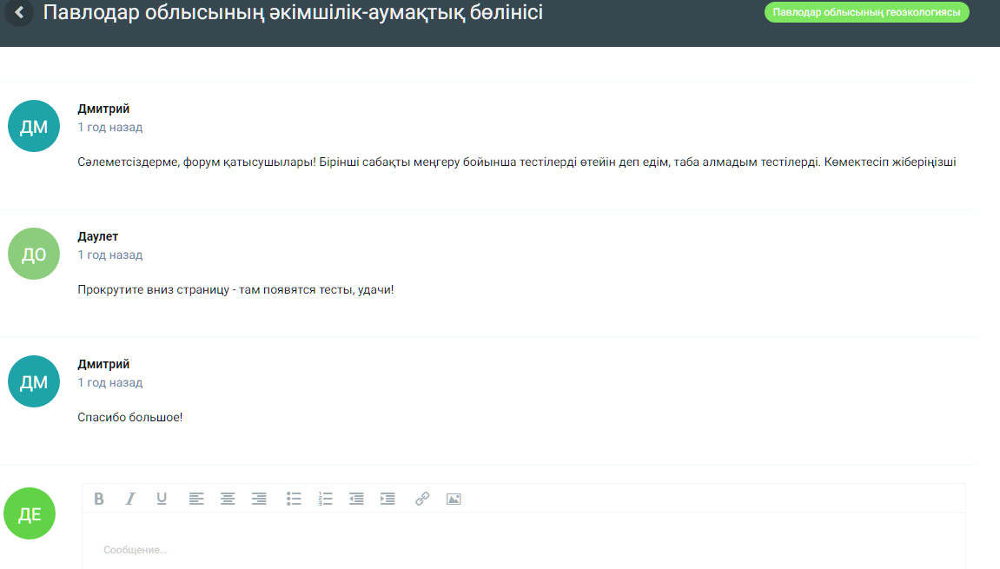 Павлодар облысының әкімшілік-аумақтық бөлінісі
Павлодар облысының геоэкологиясы
ДМ
Дмитрий
1 год назад
Сәлеметсіздерме, форум қатысушылары! Бірінші сабақты меңгеру бойынша тестілерді өтейін деп едім, таба алмадым тестілерді. Көмектесіп жіберіңізші
ДО
Даулет
1 год назад
Прокрутите вниз страницу - там появятся тесты, удачи!
ДМ
Дмитрий
1 год назад
Спасибо большое!
ДЕ
B I U
Сообщение...